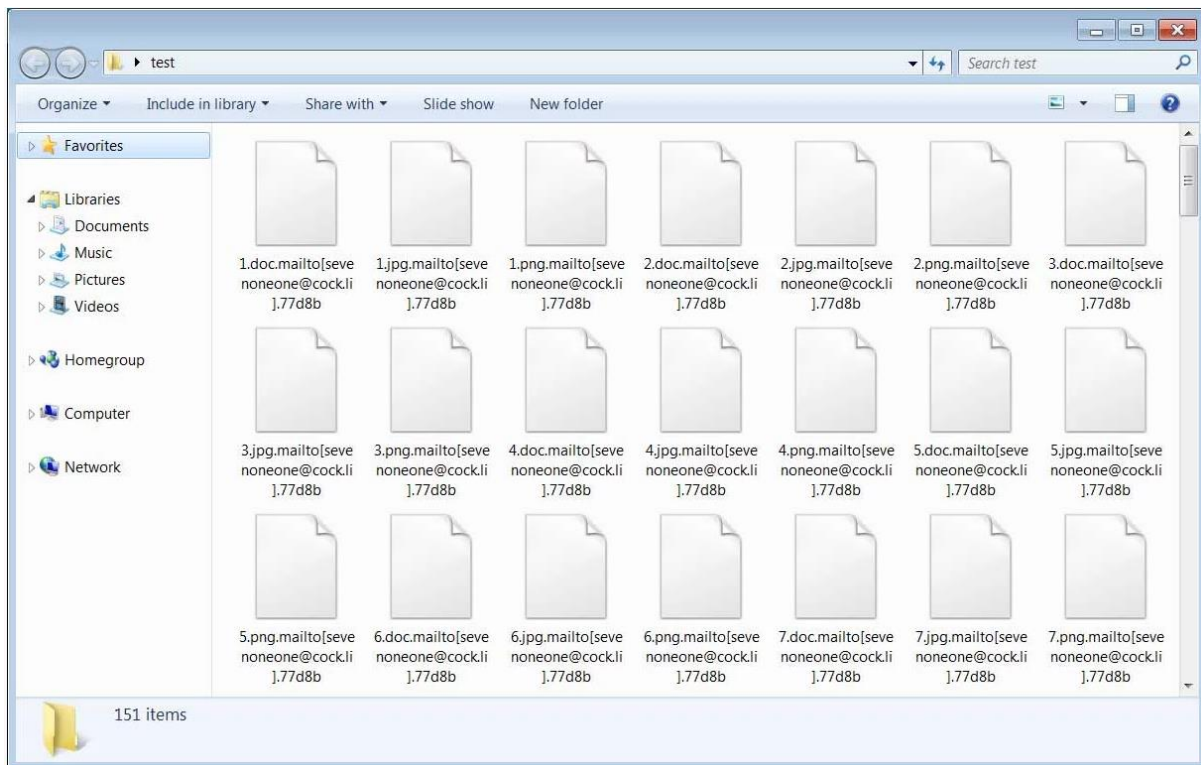 test
Search test
Organize
Include in library
Share with
Slide show
New folder
Favorites
Libraries
Documents
Music
Pictures
Videos
Homegroup
Computer
Network
1.doc.mailto[seve
noneone@cock.li
].77d8b
1.jpg.mailto[seve
noneone@cock.li
].77d8b
1.png.mailto[seve
noneone@cock.li
].77d8b
2.doc.mailto[seve
noneone@cock.li
].77d8b
2.jpg.mailto[seve
noneone@cock.li
].77d8b
2.png.mailto[seve
noneone@cock.li
].77d8b
3.doc.mailto[seve
noneone@cock.li
].77d8b
3.jpg.mailto[seve
noneone@cock.li
].77d8b
3.png.mailto[seve
noneone@cock.li
].77d8b
4.doc.mailto[seve
noneone@cock.li
].77d8b
4.jpg.mailto[seve
noneone@cock.li
].77d8b
4.png.mailto[seve
noneone@cock.li
].77d8b
5.doc.mailto[seve
noneone@cock.li
].77d8b
5.jpg.mailto[seve
noneone@cock.li
].77d8b
5.png.mailto[seve
noneone@cock.li
].77d8b
6.doc.mailto[seve
noneone@cock.li
].77d8b
6.jpg.mailto[seve
noneone@cock.li
].77d8b
6.png.mailto[seve
noneone@cock.li
].77d8b
7.doc.mailto[seve
noneone@cock.li
].77d8b
7.jpg.mailto[seve
noneone@cock.li
].77d8b
7.png.mailto[seve
noneone@cock.li
].77d8b
151 items